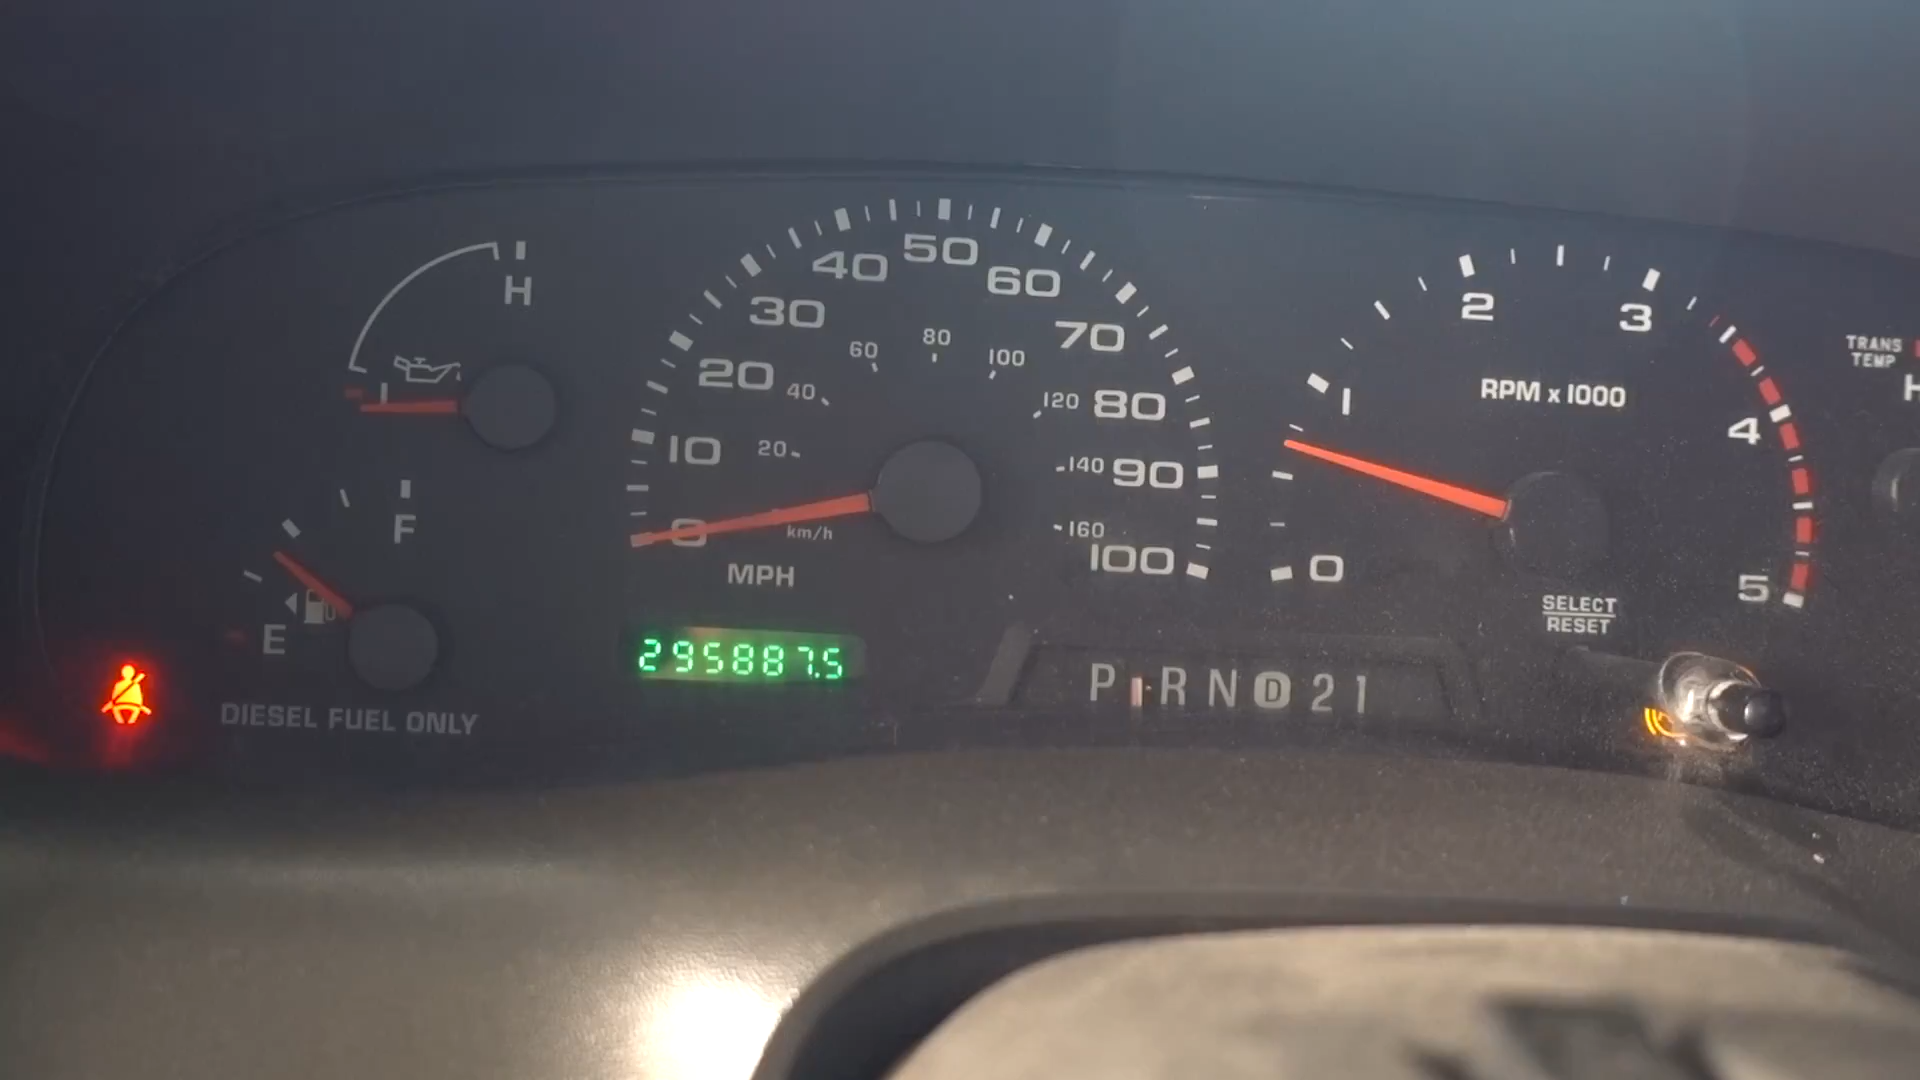 H
F
E
DIESEL FUEL ONLY
0 10 20 30 40 50 60 70 80 90 100
20 40 60 80 100 120 140 160
km/h
MPH
295887.5
P R N D 2 1
0 1 2 3 4 5
RPM x 1000
SELECT
RESET
TRANS
TEMP
H